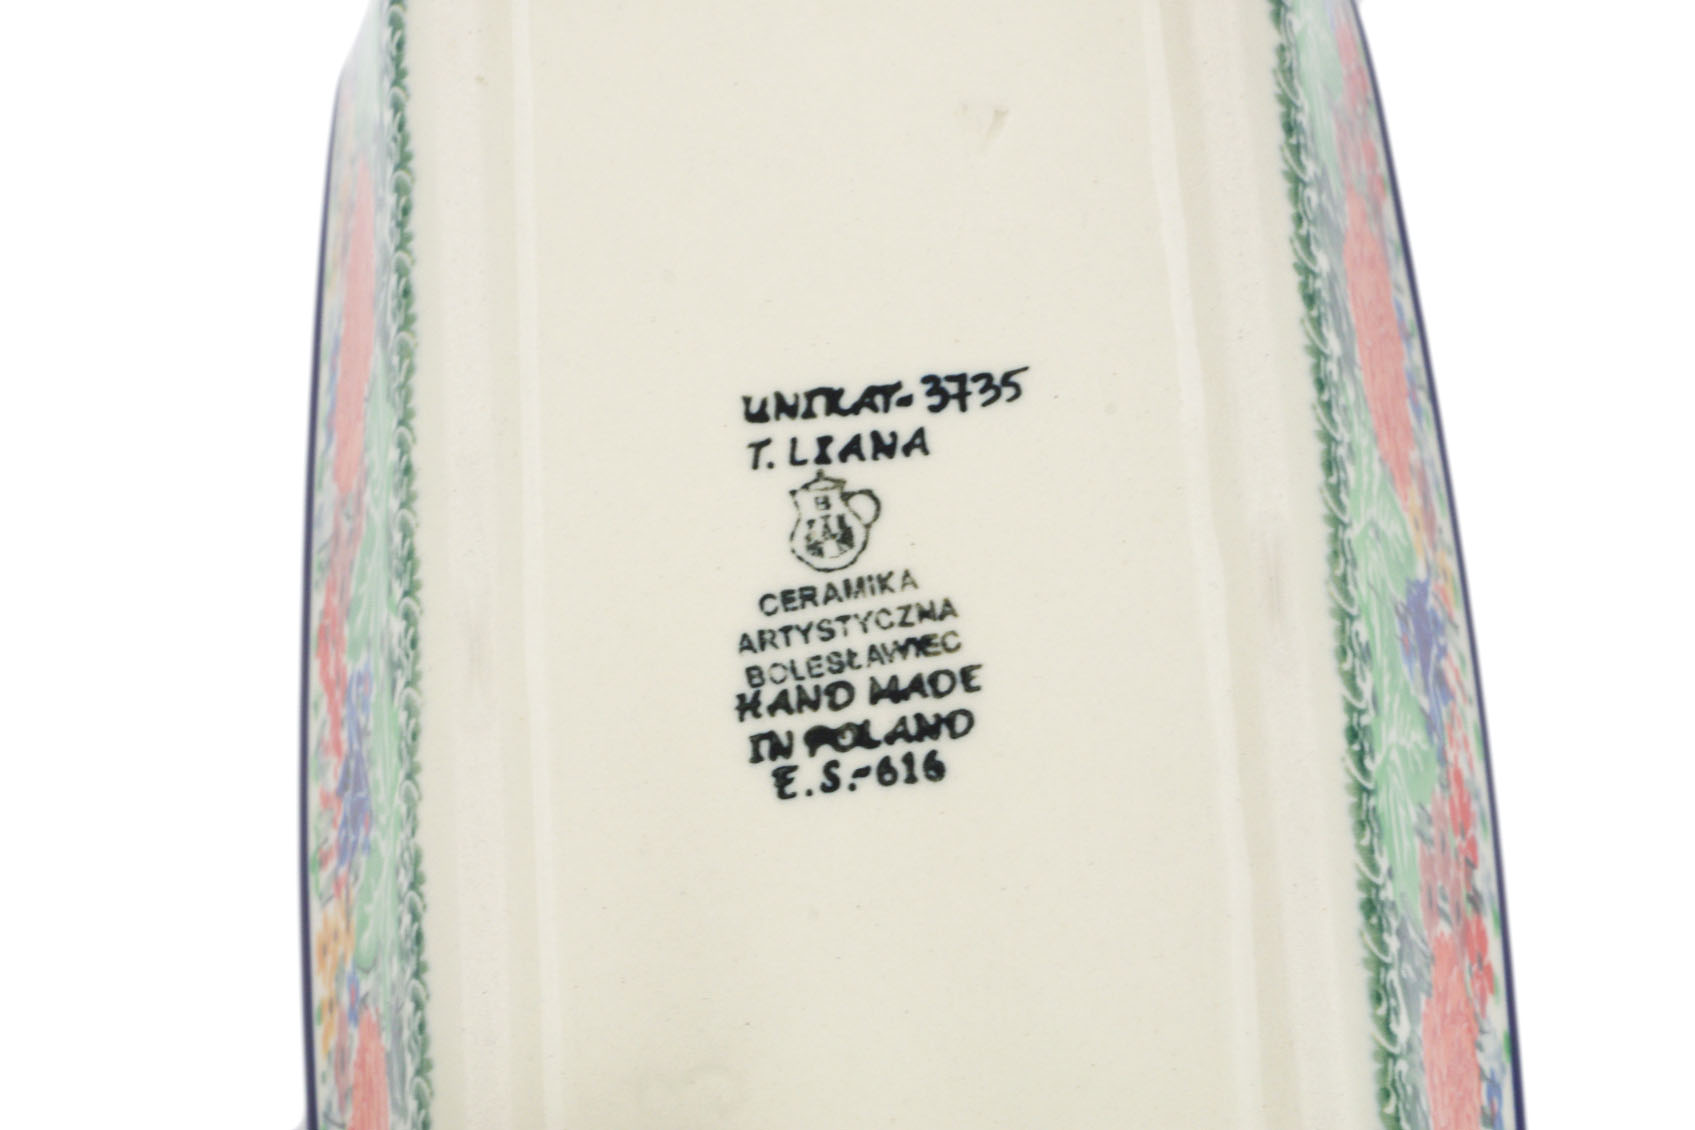 UNIKAT-3735
T. LIANA
B
CERAMIKA
ARTYSTYCZNA
BOLESŁAWIEC
HAND MADE
IN POLAND
E.S.-616